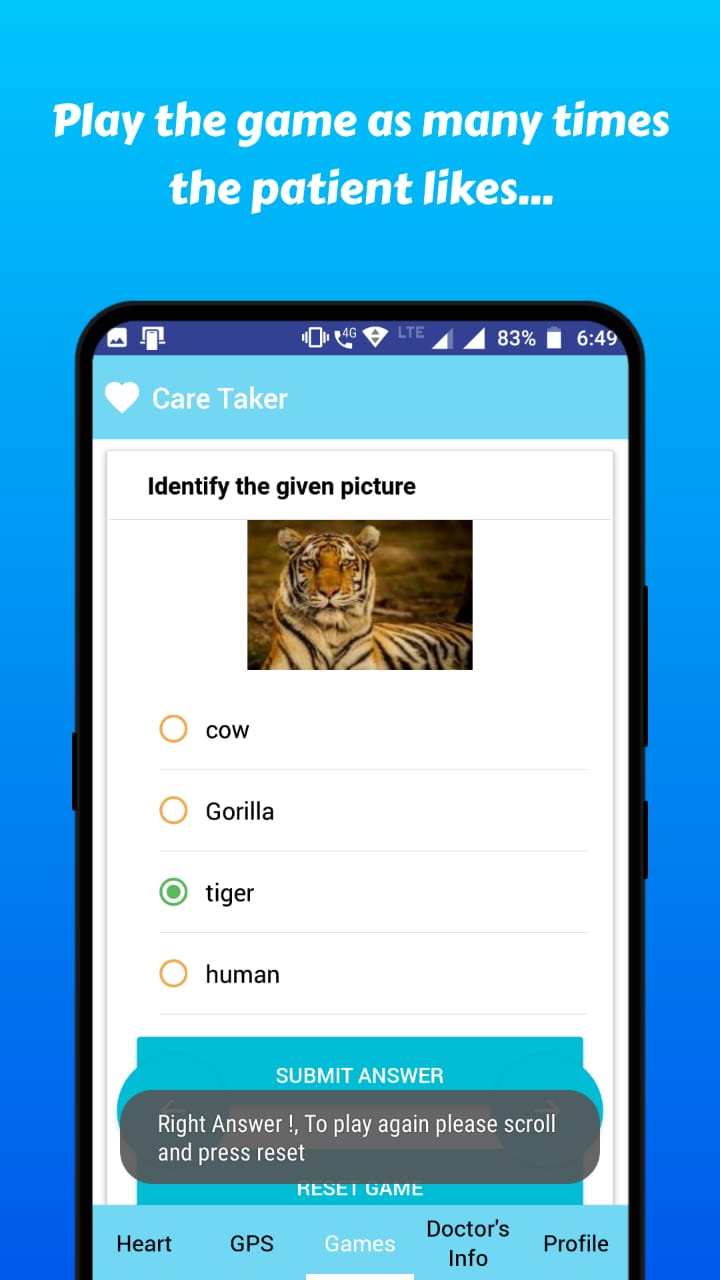 Play the game as many times
the patient likes...
4G
LTE
83%
6:49
Care Taker
Identify the given picture
cow
Gorilla
tiger
human
SUBMIT ANSWER
Right Answer !, To play again please scroll
and press reset
RESET GAME
Heart
GPS
Games
Doctor's
Info
Profile